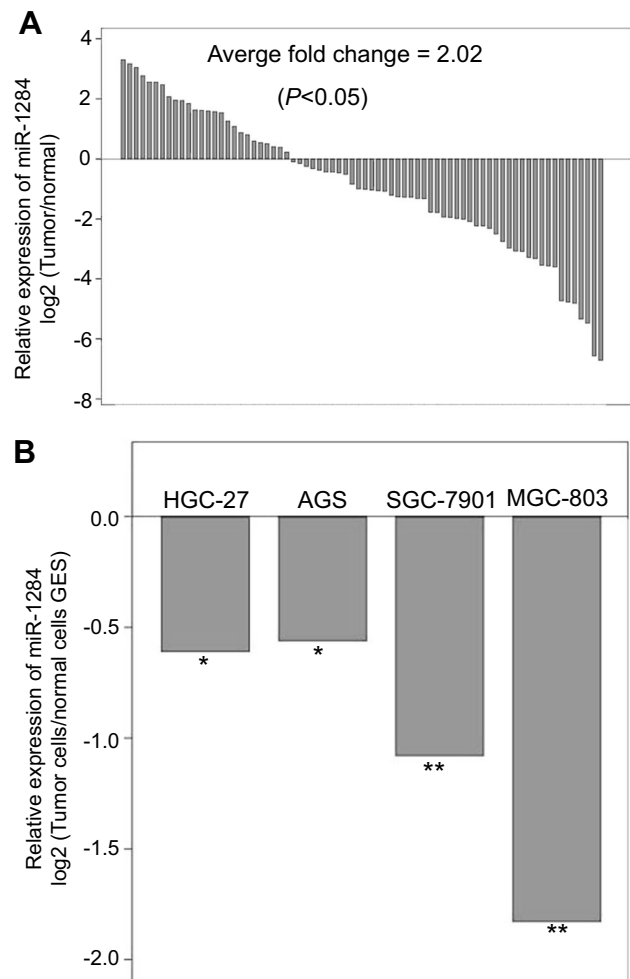 A
Averge fold change = 2.02
(P<0.05)
Relative expression of miR-1284
log2 (Tumor/normal)
4
2
0
-2
-4
-6
-8
B
HGC-27 AGS SGC-7901 MGC-803
Relative expression of miR-1284
log2 (Tumor cells/normal cells GES)
0.0
-0.5
-1.0
-1.5
-2.0
* * ** **